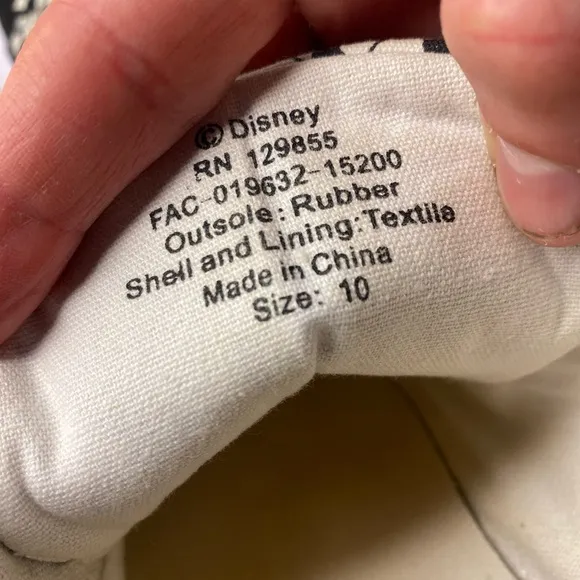 © Disney
RN 129855
FAC-019632-15200
Outsole: Rubber
Shell and Lining: Textile
Made in China
Size: 10